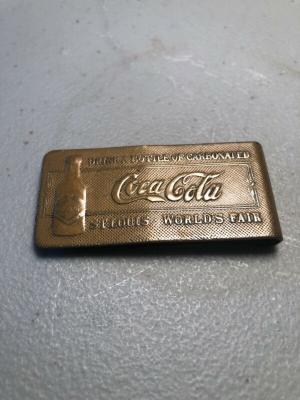 DRINK A BOTTLE OF CARBONATED
Coca-Cola
ST. LOUIS WORLD'S FAIR